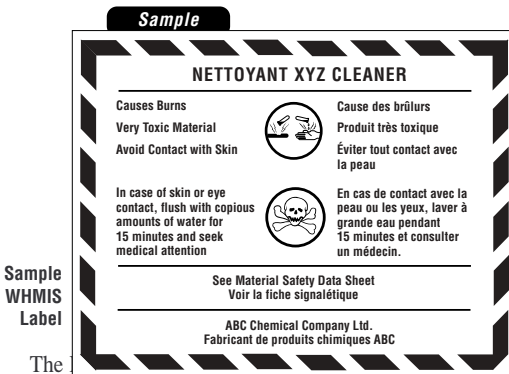 Sample
NETTOYANT XYZ CLEANER
Causes Burns
Very Toxic Material
Avoid Contact with Skin
Cause des brûlurs
Produit très toxique
Éviter tout contact avec
la peau
In case of skin or eye
contact, flush with copious
amounts of water for
15 minutes and seek
medical attention
En cas de contact avec la
peau ou les yeux, laver à
grande eau pendant
15 minutes et consulter
un médecin.
See Material Safety Data Sheet
Voir la fiche signalétique
ABC Chemical Company Ltd.
Fabricant de produits chimiques ABC
Sample
WHMIS
Label
The